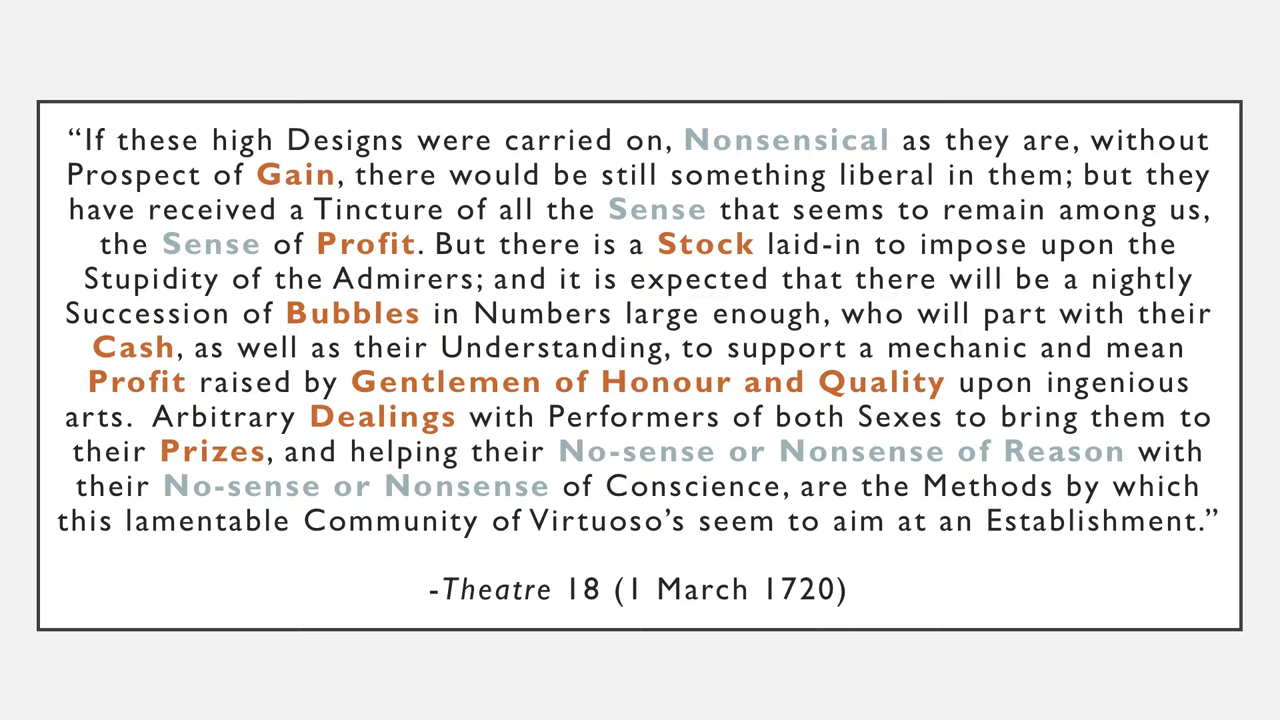 “If these high Designs were carried on, Nonsensical as they are, without
Prospect of Gain, there would be still something liberal in them; but they
have received a Tincture of all the Sense that seems to remain among us,
the Sense of Profit. But there is a Stock laid-in to impose upon the
Stupidity of the Admirers; and it is expected that there will be a nightly
Succession of Bubbles in Numbers large enough, who will part with their
Cash, as well as their Understanding, to support a mechanic and mean
Profit raised by Gentlemen of Honour and Quality upon ingenious
arts. Arbitrary Dealings with Performers of both Sexes to bring them to
their Prizes, and helping their No-sense or Nonsense of Reason with
their No-sense or Nonsense of Conscience, are the Methods by which
this lamentable Community of Virtuoso’s seem to aim at an Establishment.”
-Theatre 18 (1 March 1720)